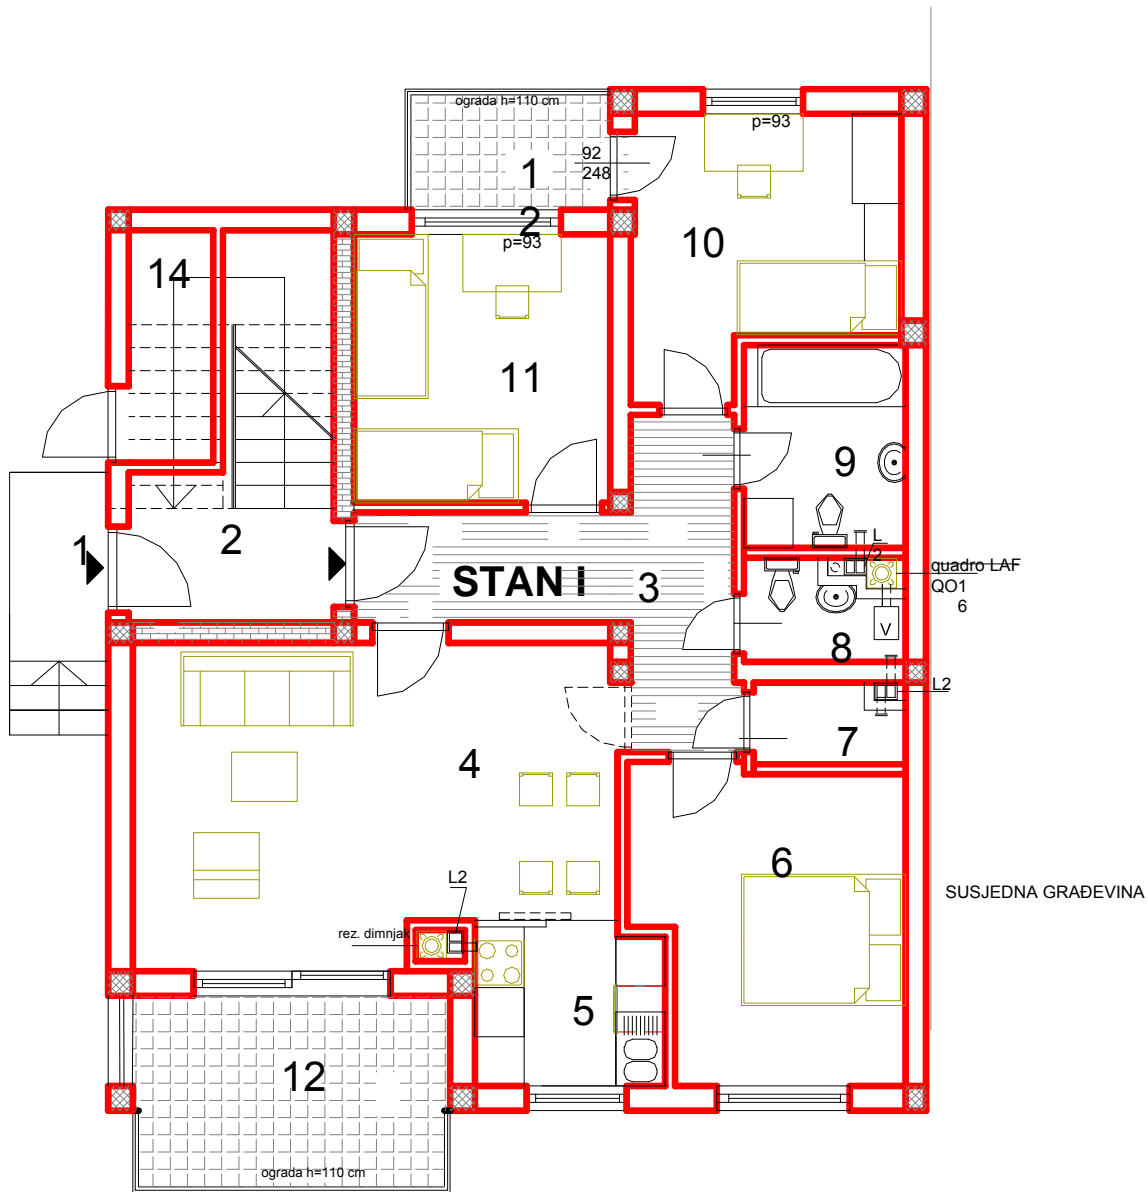 ograda h=110 cm
p=93
92
248
1
2
p=93
10
14
11
9
1
2
L
2
quadro LAF
QO1
6
STAN I
3
V
8
L2
7
4
6
L2
SUSJEDNA GRAĐEVINA
rez. dimnjak
5
12
ograda h=110 cm